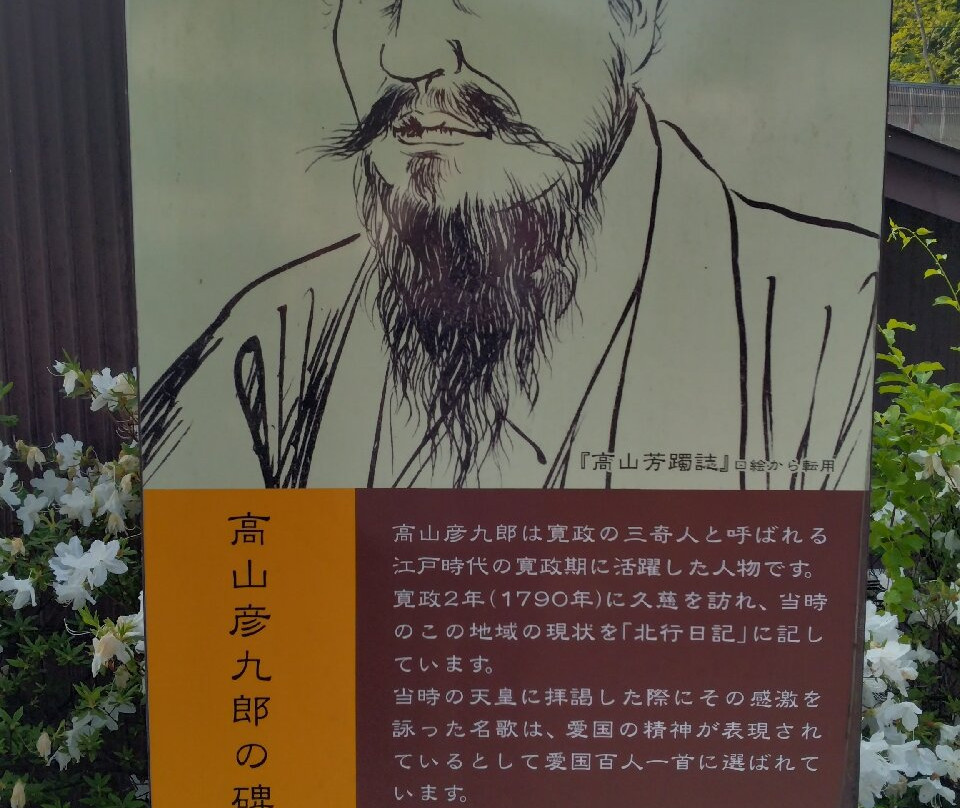 『高山芳躅誌』口絵から転用
高山彦九郎の碑
高山彦九郎は寛政の三奇人と呼ばれる
江戸時代の寛政期に活躍した人物です。
寛政2年(1790年)に久慈を訪れ、当時
のこの地域の現状を「北行日記」に記し
ています。
当時の天皇に拝謁した際にその感激を
詠った名歌は、愛国の精神が表現され
ているとして愛国百人一首に選ばれて
います。